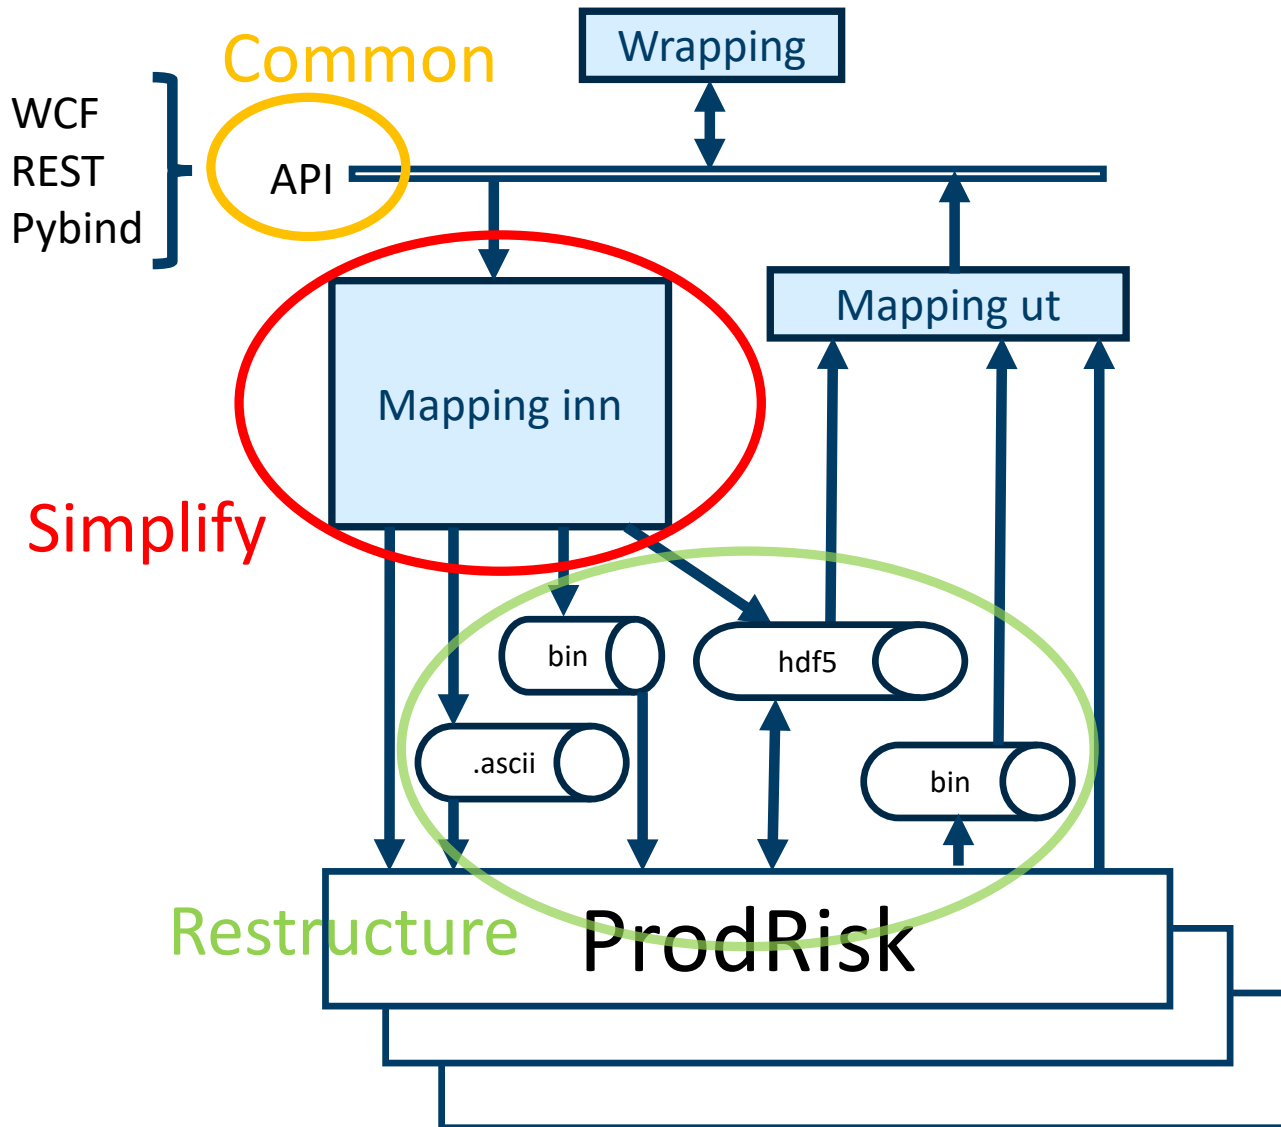 Common
Wrapping
WCF
REST
Pybind
API
Mapping inn
Mapping ut
Simplify
bin
hdf5
.ascii
bin
Restructure
ProdRisk